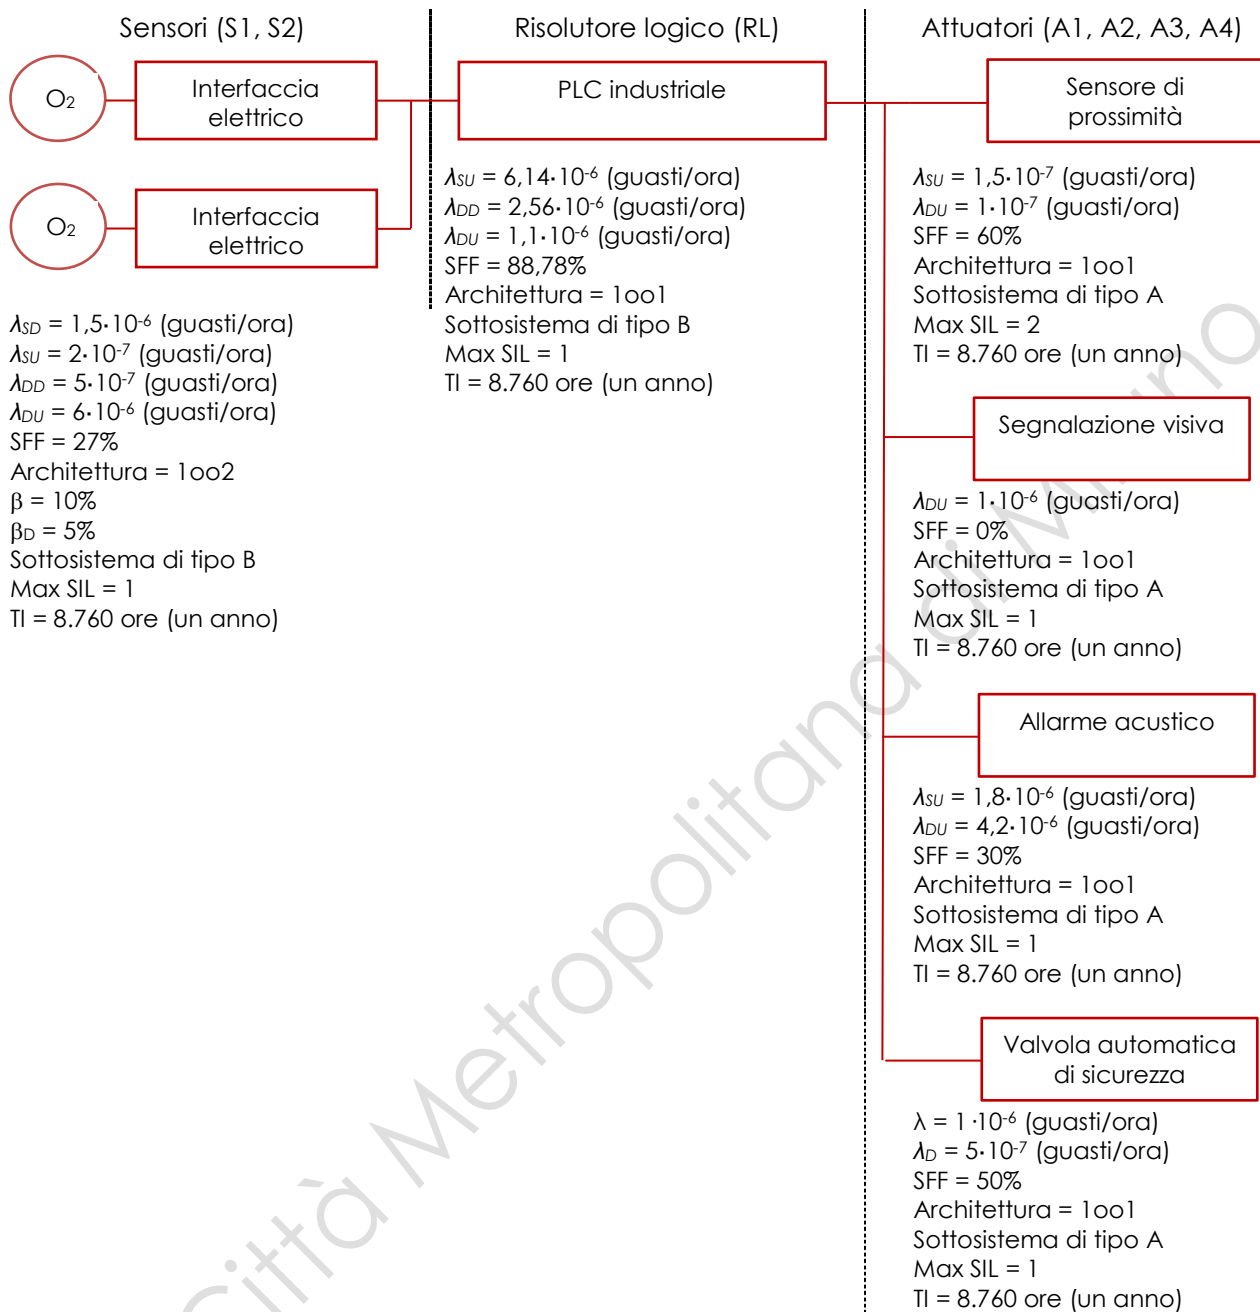 Sensori (S1, S2)
O2
Interfaccia
elettrico
O2
Interfaccia
elettrico
λSD = 1,5·10-6 (guasti/ora)
λSU = 2·10-7 (guasti/ora)
λDD = 5·10-7 (guasti/ora)
λDU = 6·10-6 (guasti/ora)
SFF = 27%
Architettura = 1oo2
β = 10%
βD = 5%
Sottosistema di tipo B
Max SIL = 1
TI = 8.760 ore (un anno)
Risolutore logico (RL)
PLC industriale
λSU = 6,14·10-6 (guasti/ora)
λDD = 2,56·10-6 (guasti/ora)
λDU = 1,1·10-6 (guasti/ora)
SFF = 88,78%
Architettura = 1oo1
Sottosistema di tipo B
Max SIL = 1
TI = 8.760 ore (un anno)
Attuatori (A1, A2, A3, A4)
Sensore di
prossimità
λSU = 1,5·10-7 (guasti/ora)
λDU = 1·10-7 (guasti/ora)
SFF = 60%
Architettura = 1oo1
Sottosistema di tipo A
Max SIL = 2
TI = 8.760 ore (un anno)
Segnalazione visiva
λDU = 1·10-6 (guasti/ora)
SFF = 0%
Architettura = 1oo1
Sottosistema di tipo A
Max SIL = 1
TI = 8.760 ore (un anno)
Allarme acustico
λSU = 1,8·10-6 (guasti/ora)
λDU = 4,2·10-6 (guasti/ora)
SFF = 30%
Architettura = 1oo1
Sottosistema di tipo A
Max SIL = 1
TI = 8.760 ore (un anno)
Valvola automatica
di sicurezza
λ = 1·10-6 (guasti/ora)
λD = 5·10-7 (guasti/ora)
SFF = 50%
Architettura = 1oo1
Sottosistema di tipo A
Max SIL = 1
TI = 8.760 ore (un anno)
Città Metropolitana di Milano